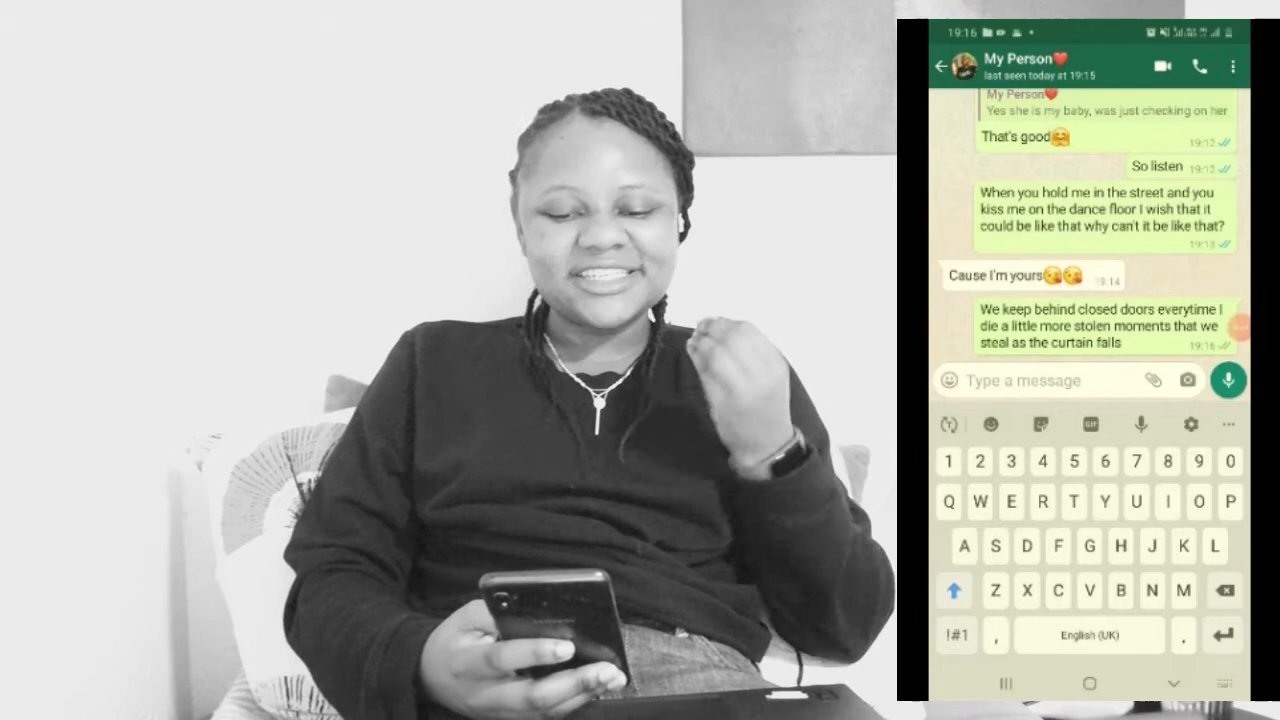 19:16
My Person❤️
last seen today at 19:15
My Person❤️
Yes she is my baby, was just checking on her
That's good🤗
19:12
So listen 19:12
When you hold me in the street and you
kiss me on the dance floor I wish that it
could be like that why can't it be like that?
19:13
Cause I'm yours😘😘 19:14
We keep behind closed doors everytime I
die a little more stolen moments that we
steal as the curtain falls
19:16
Type a message
GIF
1 2 3 4 5 6 7 8 9 0
Q W E R T Y U I O P
A S D F G H J K L
Z X C V B N M
!#1 , English (UK) .